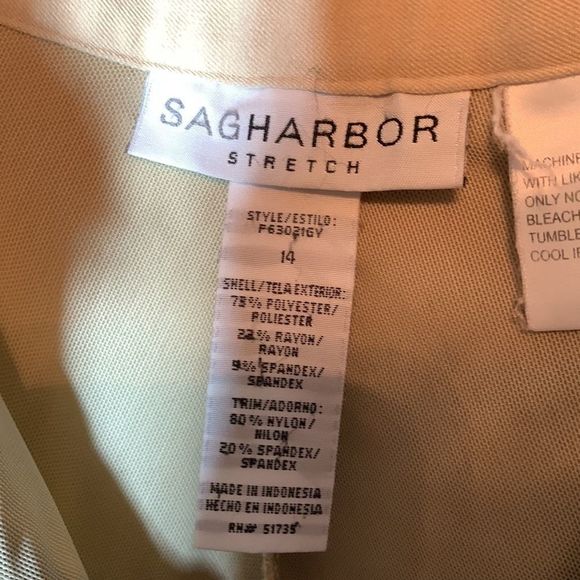 SAGHARBOR
STRETCH
STYLE/ESTILO:
P63021GY
14
SHELL/TELA EXTERIOR:
75% POLYESTER/
POLIESTER
22% RAYON/
RAYON
3% SPANDEX/
SPANDEX
TRIM/ADORNO:
80% NYLON/
NILON
20% SPANDEX/
SPANDEX
MADE IN INDONESIA
HECHO EN INDONESIA
RN# 51735
MACHINE
WITH LIK
ONLY NO
BLEACH
TUMBLE
COOL IF